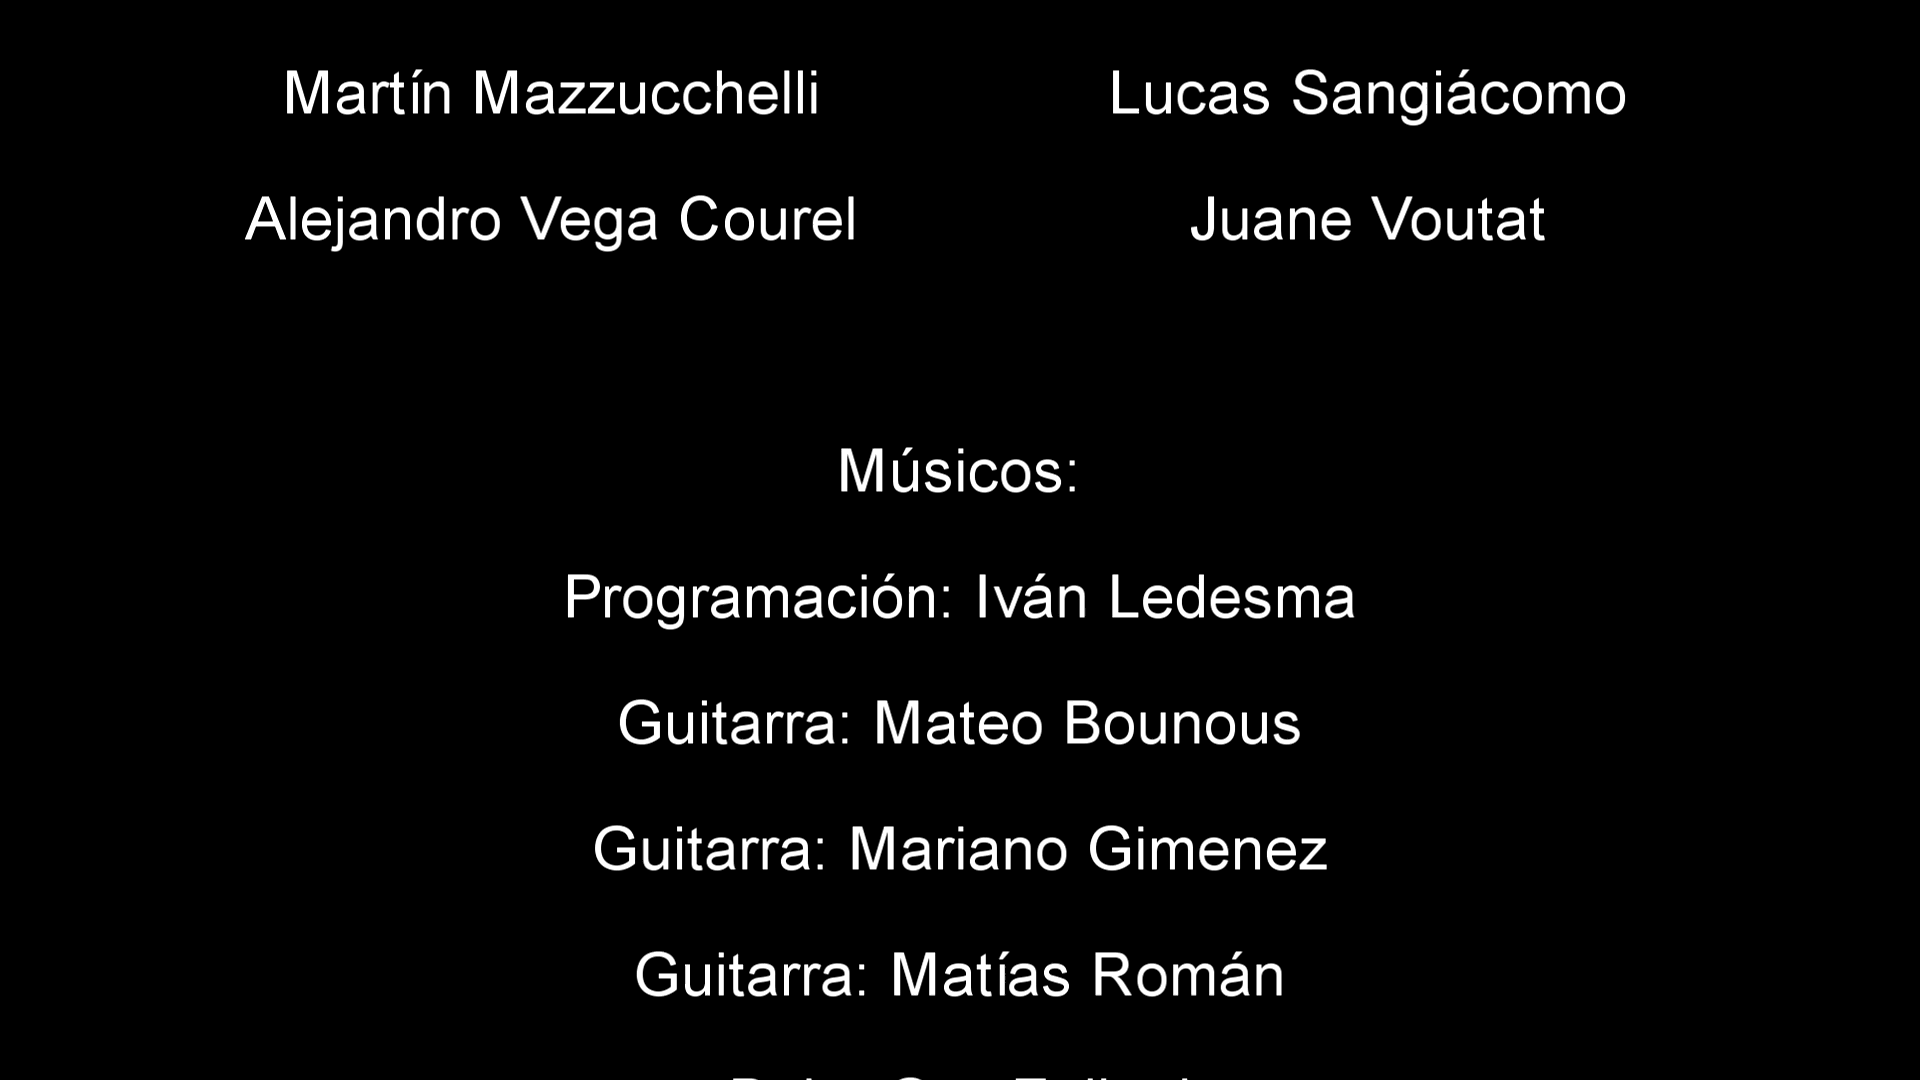 Martín Mazzucchelli Lucas Sangiácomo
Alejandro Vega Courel Juane Voutat
Músicos:
Programación: Iván Ledesma
Guitarra: Mateo Bounous
Guitarra: Mariano Gimenez
Guitarra: Matías Román